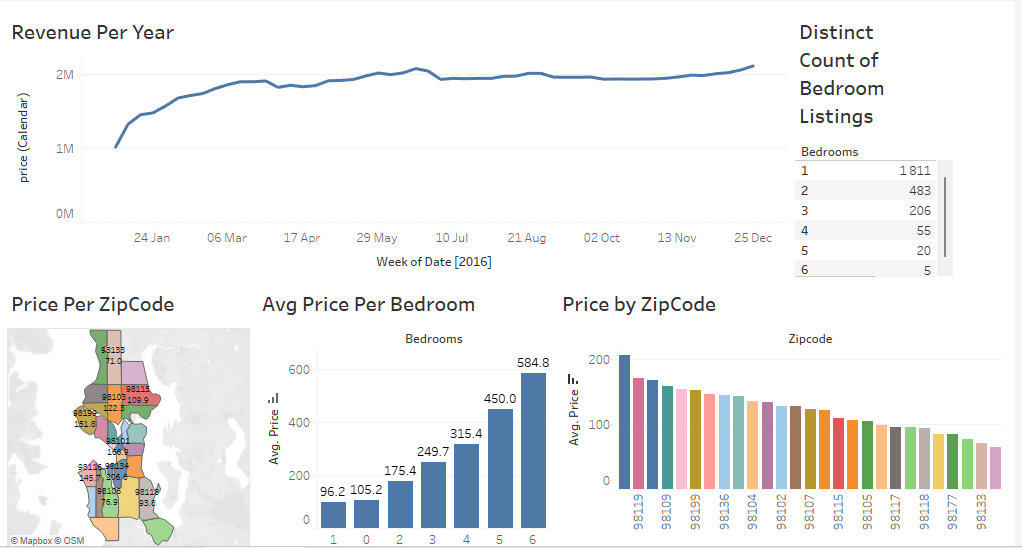 Revenue Per Year
price (Calendar)
2M
1M
0M
24 Jan 06 Mar 17 Apr 29 May 10 Jul 21 Aug 02 Oct 13 Nov 25 Dec
Week of Date [2016]
Distinct
Count of
Bedroom
Listings
Bedrooms
1 1 811
2 483
3 206
4 55
5 20
6 5
Price Per ZipCode
98133
71.0
98115
109.9
98103
122.3
98199
151.8
98101
166.9
98134
206.6
98116
145.7
98108
76.9
98118
93.8
© Mapbox © OSM
Avg Price Per Bedroom
Bedrooms
Avg. Price
600
400
200
0
96.2 105.2 175.4 249.7 315.4 450.0 584.8
1 0 2 3 4 5 6
Price by ZipCode
Zipcode
Avg. Price
200
100
0
98119 98109 98199 98136 98104 98102 98107 98115 98105 98117 98118 98177 98133